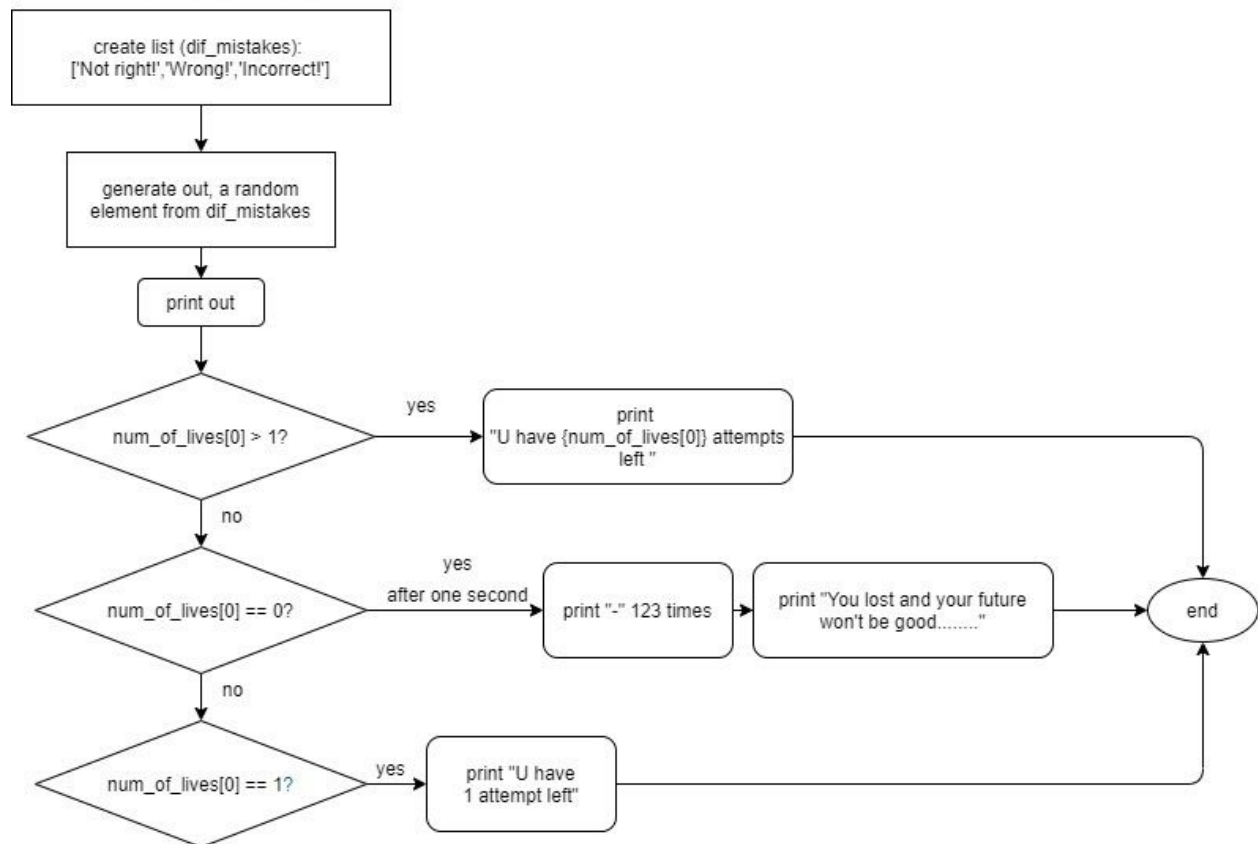 create list (dif_mistakes):
['Not right!','Wrong!','Incorrect!']
generate out, a random
element from dif_mistakes
print out
num_of_lives[0] > 1?
yes
print
"U have {num_of_lives[0]} attempts
left "
no
num_of_lives[0] == 0?
yes
after one second
print "-" 123 times
print "You lost and your future
won't be good........"
end
no
num_of_lives[0] == 1?
yes
print "U have
1 attempt left"